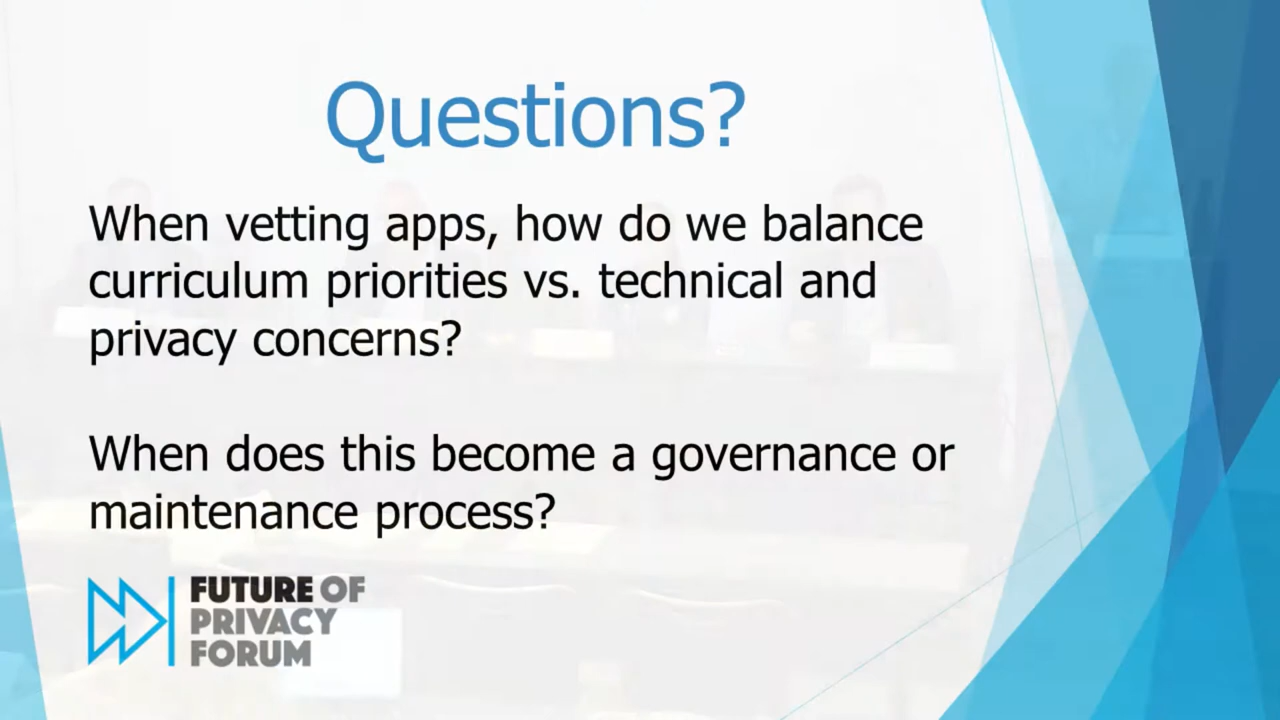 Questions?
When vetting apps, how do we balance
curriculum priorities vs. technical and
privacy concerns?
When does this become a governance or
maintenance process?
FUTURE OF
PRIVACY
FORUM